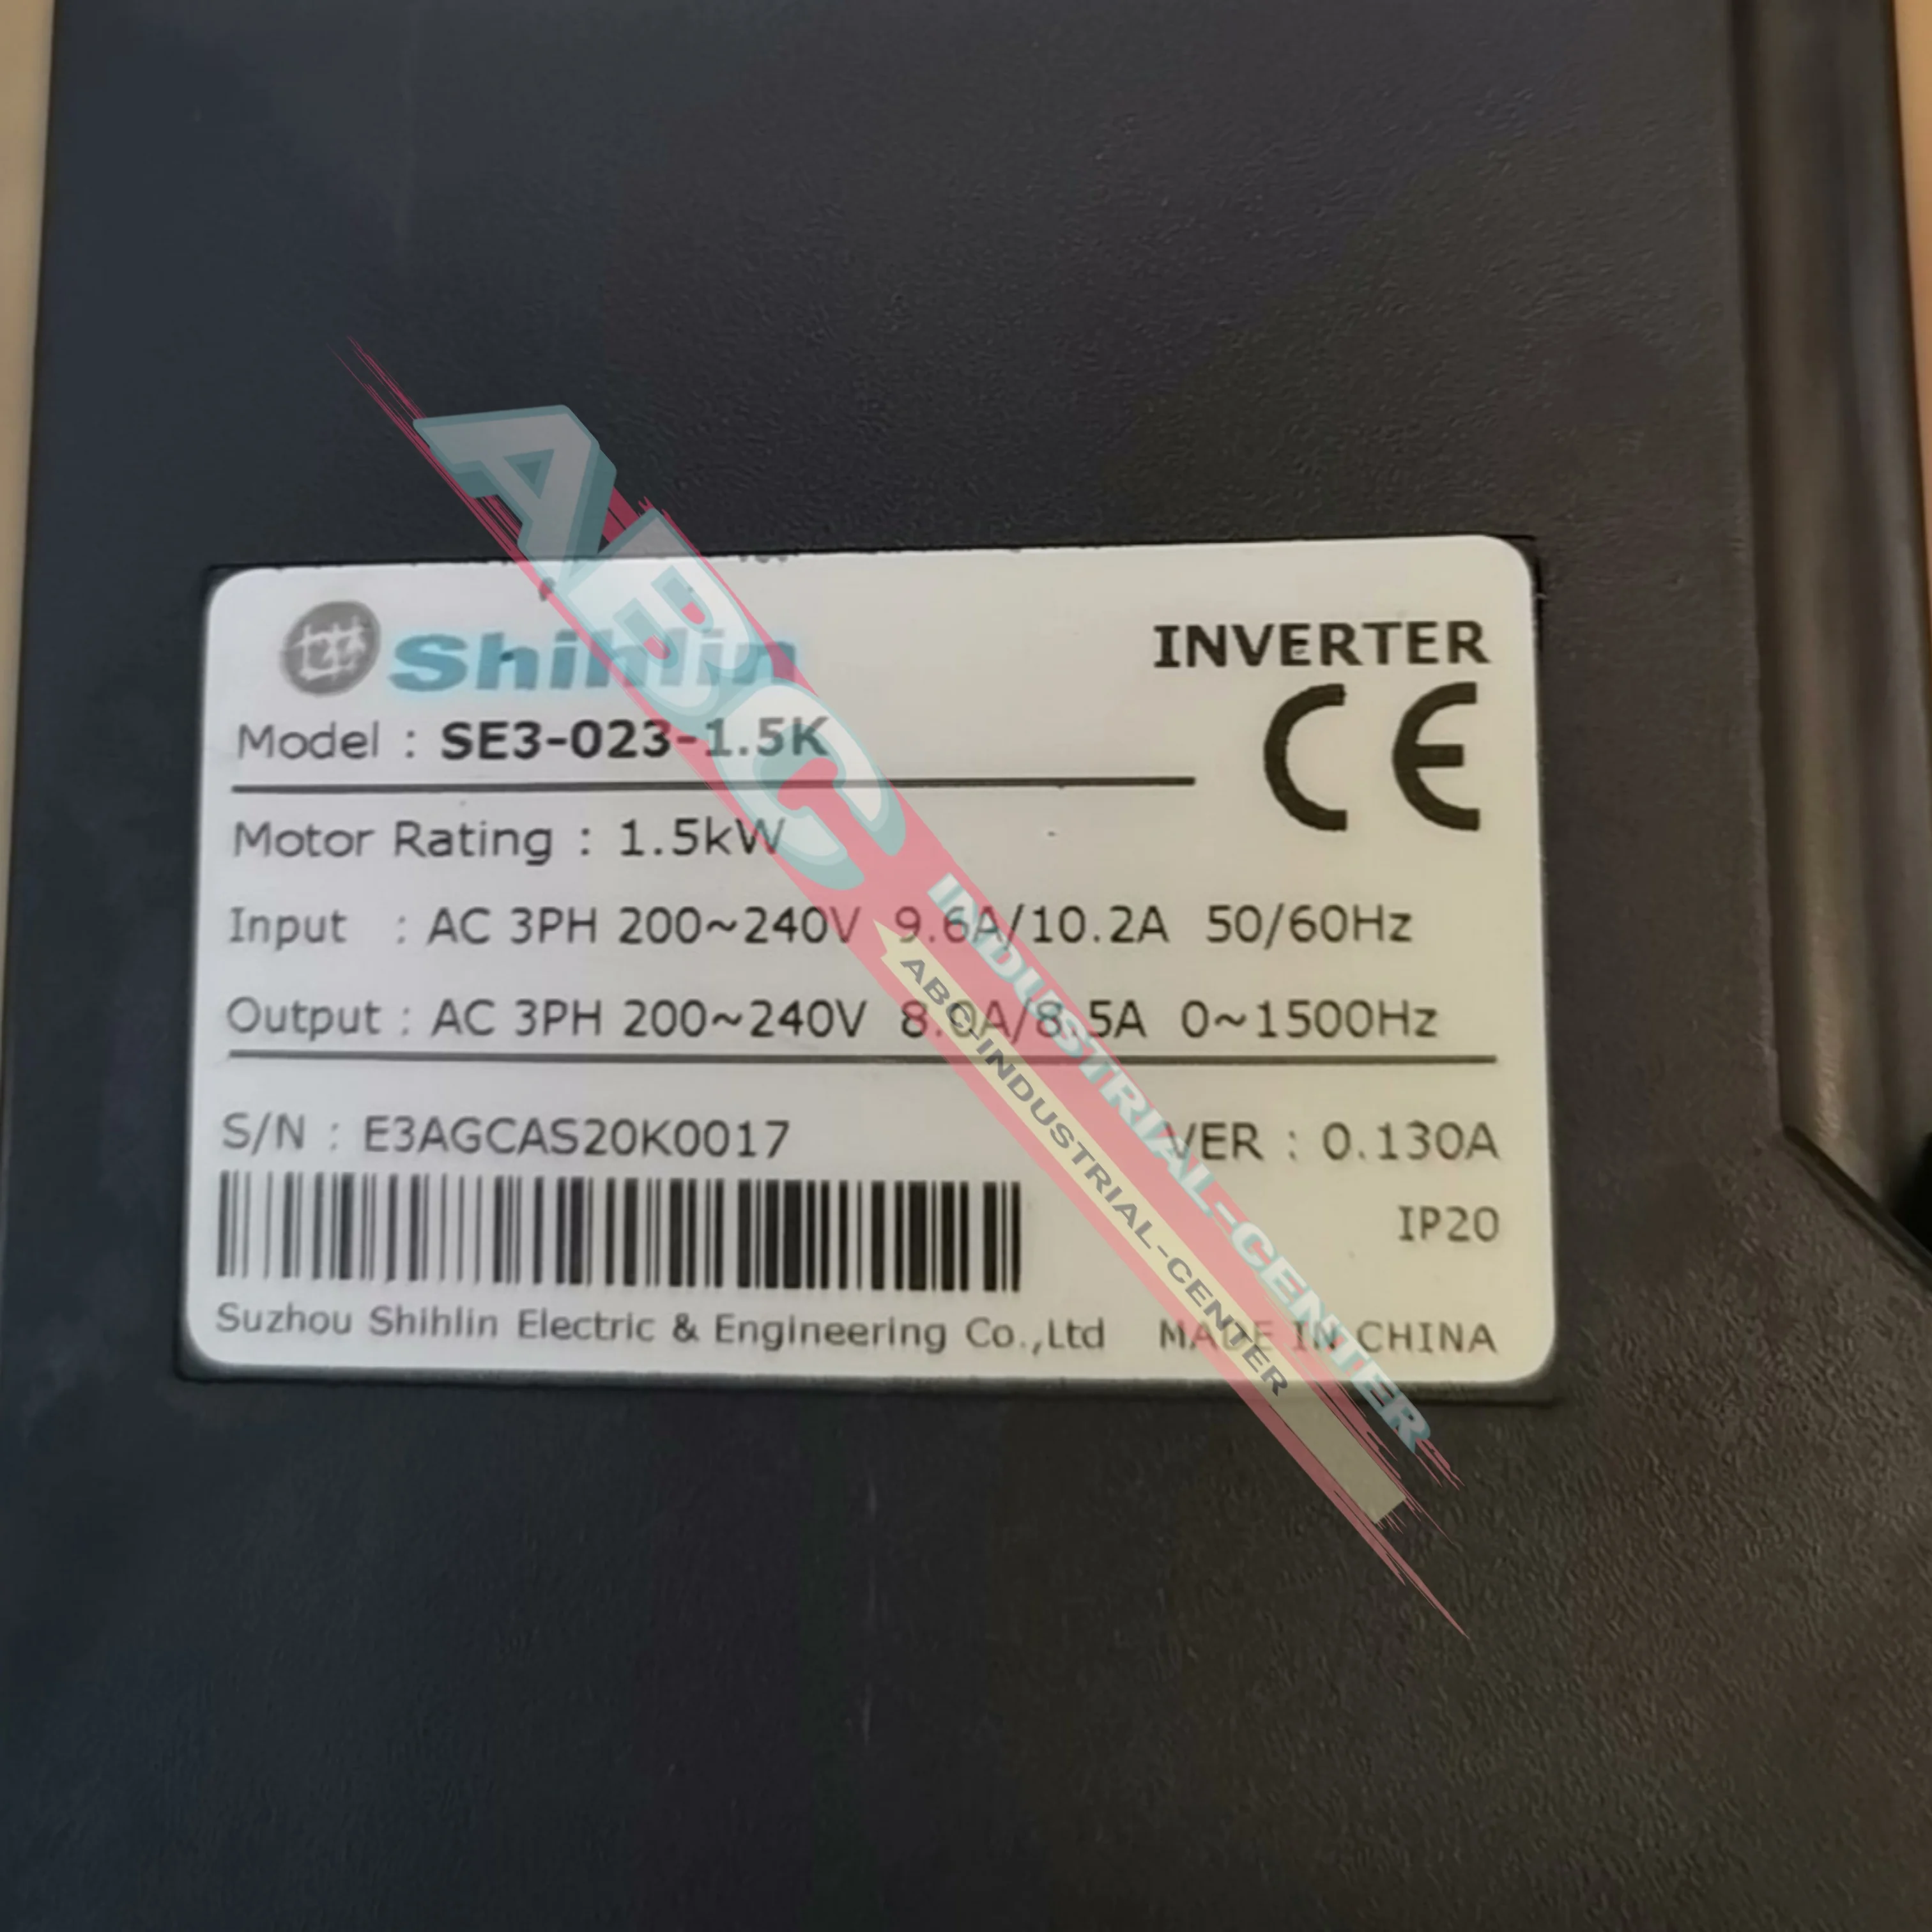 Shihlin
INVERTER
CE
Model : SE3-023-1.5K
Motor Rating : 1.5kW
Input : AC 3PH 200~240V 9.6A/10.2A 50/60Hz
Output : AC 3PH 200~240V 8.0A/8.5A 0~1500Hz
S/N : E3AGCAS20K0017
VER : 0.130A
IP20
Suzhou Shihlin Electric & Engineering Co.,Ltd MADE IN CHINA
ABC
INDUSTRIAL-CENTER
ABC-INDUSTRIAL-CENTER